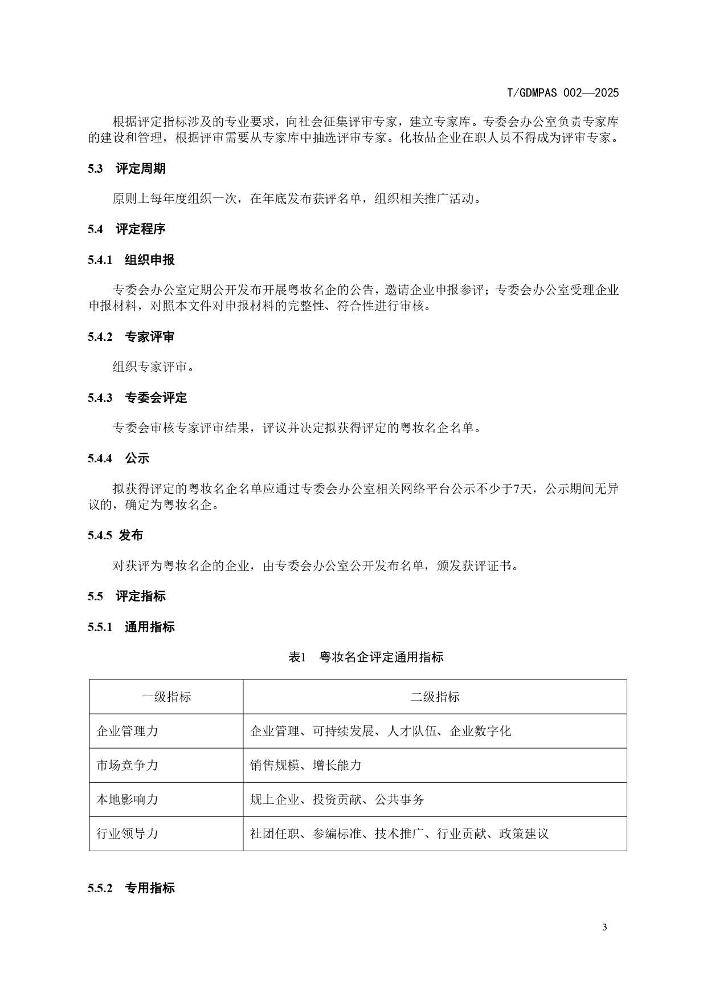 T/GDMPAS 002—2025
根据评定指标涉及的专业要求，向社会征集评审专家，建立专家库。专委会办公室负责专家库
的建设和管理，根据评审需要从专家库中抽选评审专家。化妆品企业在职人员不得成为评审专家。
5.3 评定周期
原则上每年度组织一次，在年底发布获评名单，组织相关推广活动。
5.4 评定程序
5.4.1 组织申报
专委会办公室定期公开发布开展粤妆名企的公告，邀请企业申报参评；专委会办公室受理企业
申报材料，对照本文件对申报材料的完整性、符合性进行审核。
5.4.2 专家评审
组织专家评审。
5.4.3 专委会评定
专委会审核专家评审结果，评议并决定拟获得评定的粤妆名企名单。
5.4.4 公示
拟获得评定的粤妆名企名单应通过专委会办公室相关网络平台公示不少于7天，公示期间无异
议的，确定为粤妆名企。
5.4.5 发布
对获评为粤妆名企的企业，由专委会办公室公开发布名单，颁发获评证书。
5.5 评定指标
5.5.1 通用指标
表1 粤妆名企评定通用指标
一级指标 二级指标
企业管理力 企业管理、可持续发展、人才队伍、企业数字化
市场竞争力 销售规模、增长能力
本地影响力 规上企业、投资贡献、公共事务
行业领导力 社团任职、参编标准、技术推广、行业贡献、政策建议
5.5.2 专用指标
3